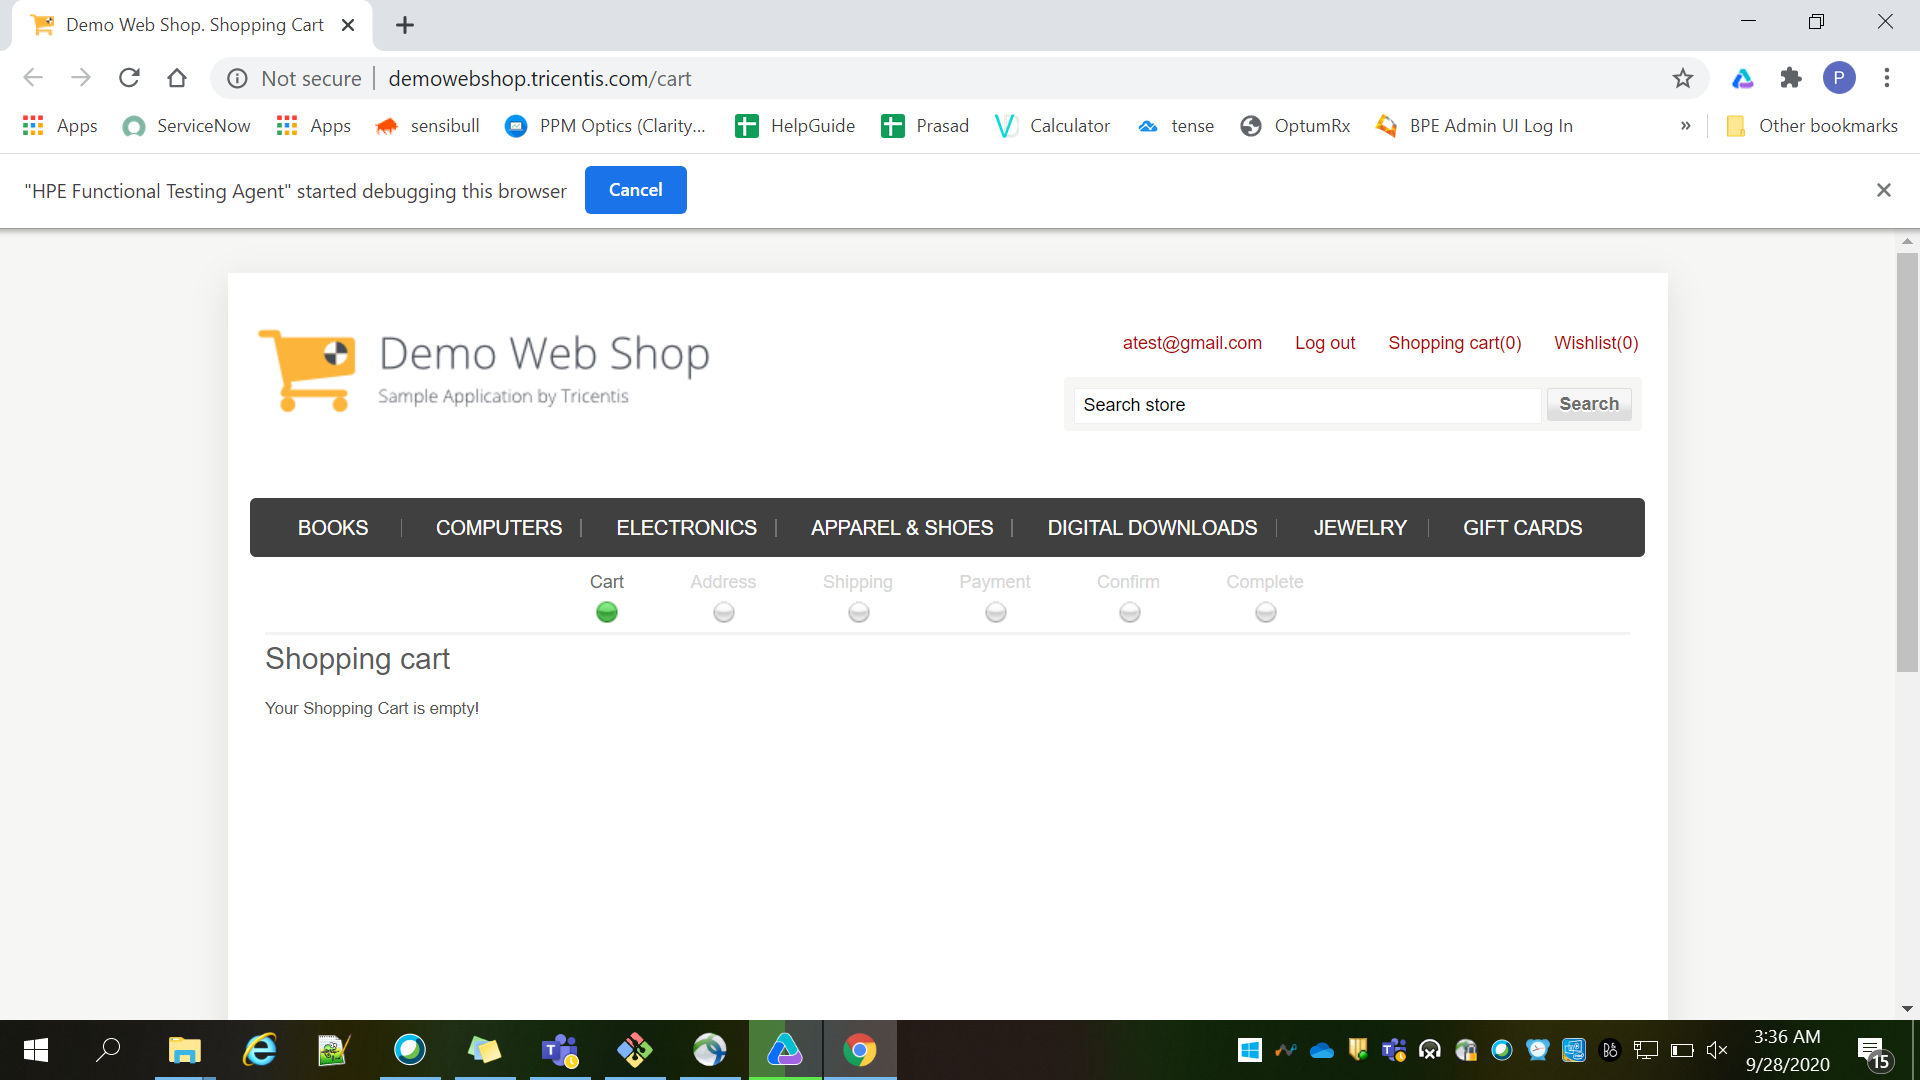 Demo Web Shop. Shopping Cart
Not secure demowebshop.tricentis.com/cart P
Apps ServiceNow Apps sensibull PPM Optics (Clarity... HelpGuide Prasad Calculator tense OptumRx BPE Admin UI Log In » Other bookmarks
"HPE Functional Testing Agent" started debugging this browser Cancel
Demo Web Shop
Sample Application by Tricentis
atest@gmail.com Log out Shopping cart(0) Wishlist(0)
Search store Search
BOOKS COMPUTERS ELECTRONICS APPAREL & SHOES DIGITAL DOWNLOADS JEWELRY GIFT CARDS
Cart Address Shipping Payment Confirm Complete
Shopping cart
Your Shopping Cart is empty!
3:36 AM
9/28/2020
15